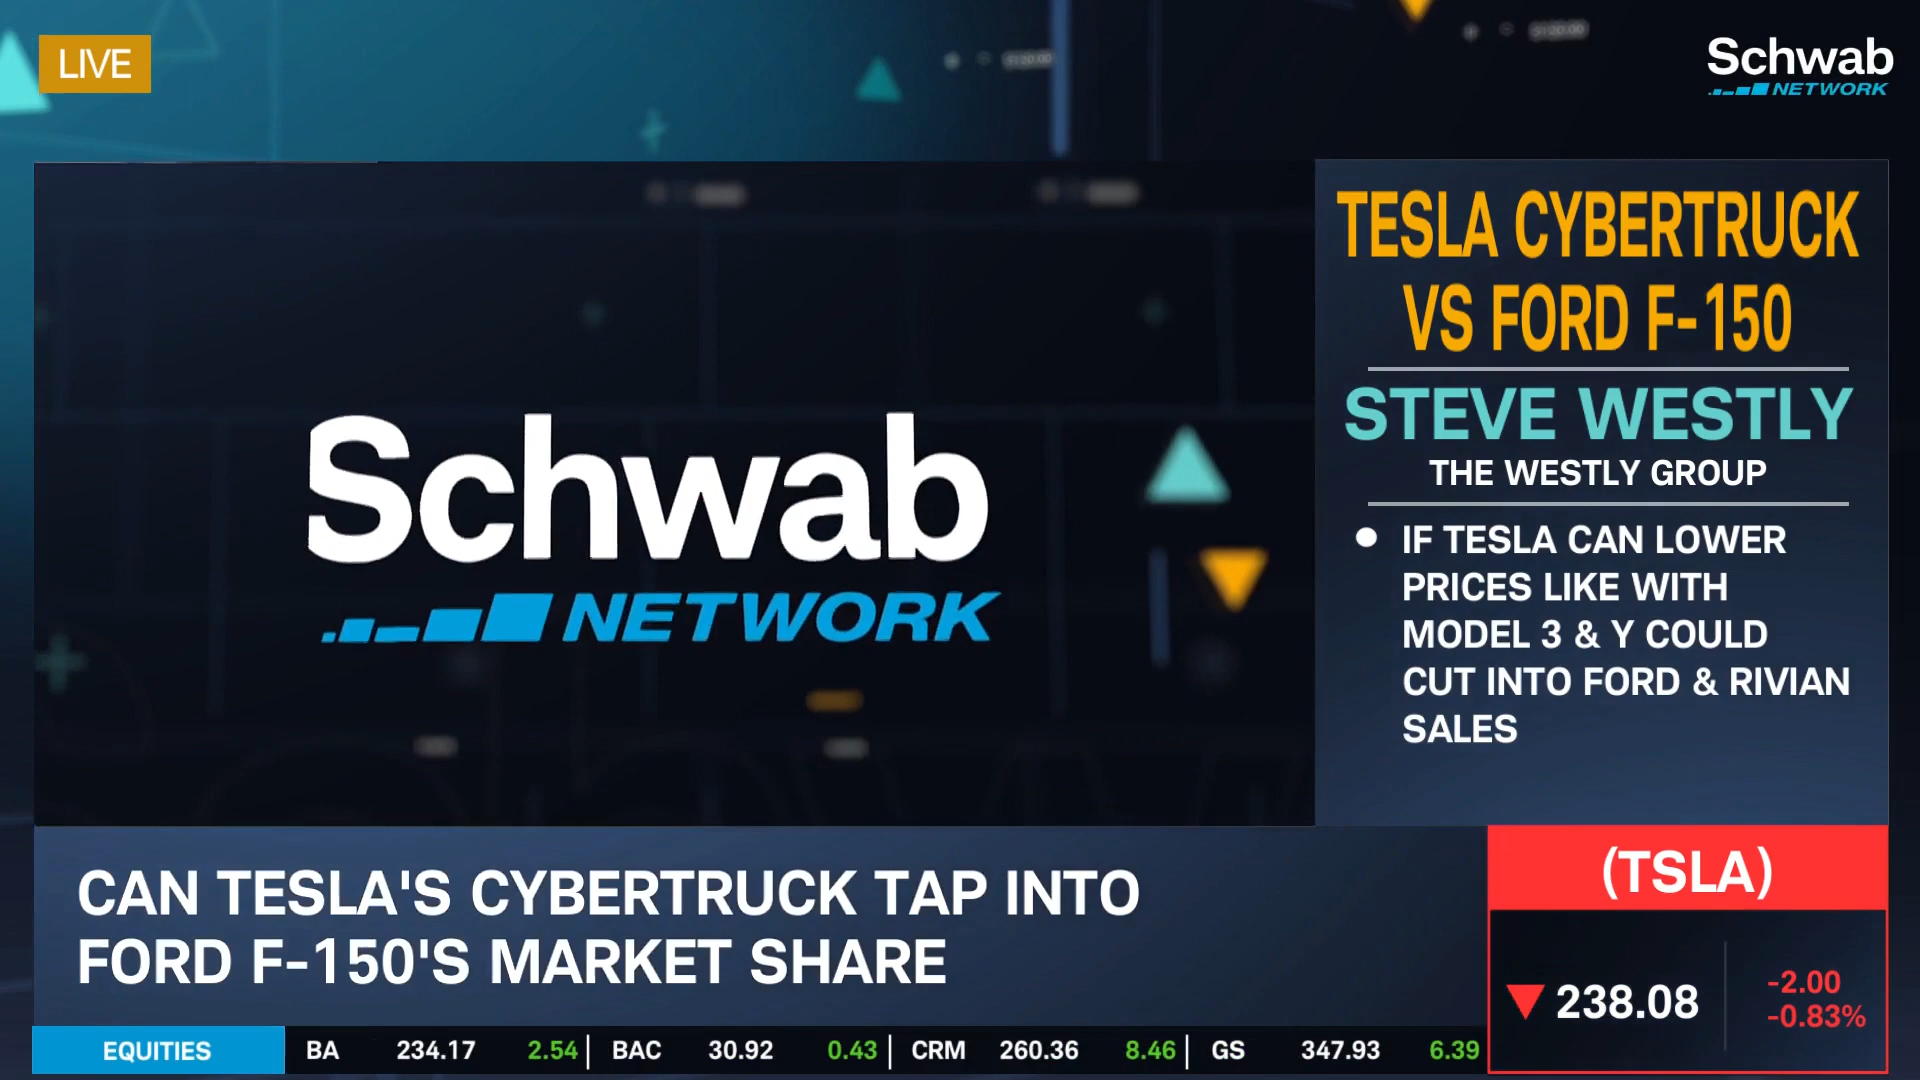 LIVE
Schwab
NETWORK
Schwab
NETWORK
TESLA CYBERTRUCK
VS FORD F-150
STEVE WESTLY
THE WESTLY GROUP
• IF TESLA CAN LOWER
PRICES LIKE WITH
MODEL 3 & Y COULD
CUT INTO FORD & RIVIAN
SALES
CAN TESLA'S CYBERTRUCK TAP INTO
FORD F-150'S MARKET SHARE
(TSLA)
▼ 238.08
-2.00
-0.83%
EQUITIES BA 234.17 2.54 | BAC 30.92 0.43 | CRM 260.36 8.46 | GS 347.93 6.39